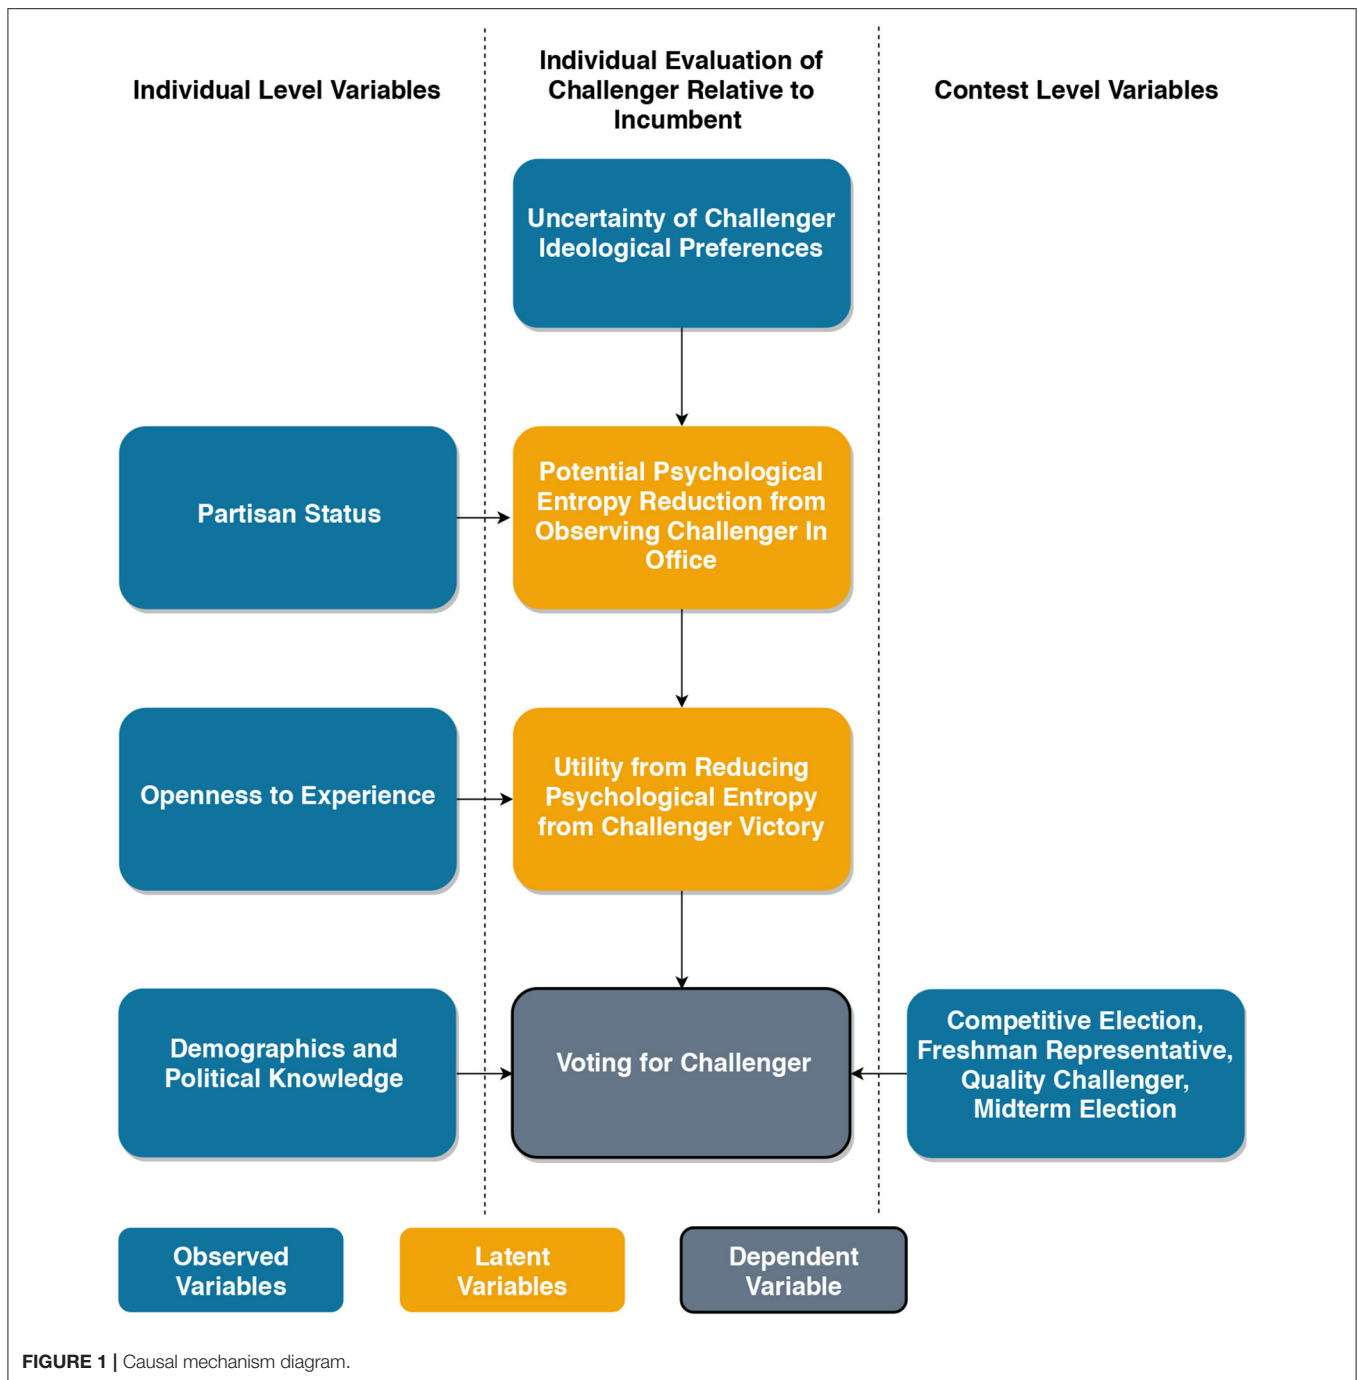 Individual Level Variables
Individual Evaluation of
Challenger Relative to
Incumbent
Contest Level Variables
Uncertainty of Challenger
Ideological Preferences
Partisan Status
Potential Psychological
Entropy Reduction from
Observing Challenger In
Office
Openness to Experience
Utility from Reducing
Psychological Entropy
from Challenger Victory
Demographics and
Political Knowledge
Voting for Challenger
Competitive Election,
Freshman Representative,
Quality Challenger,
Midterm Election
Observed
Variables
Latent
Variables
Dependent
Variable
FIGURE 1 | Causal mechanism diagram.